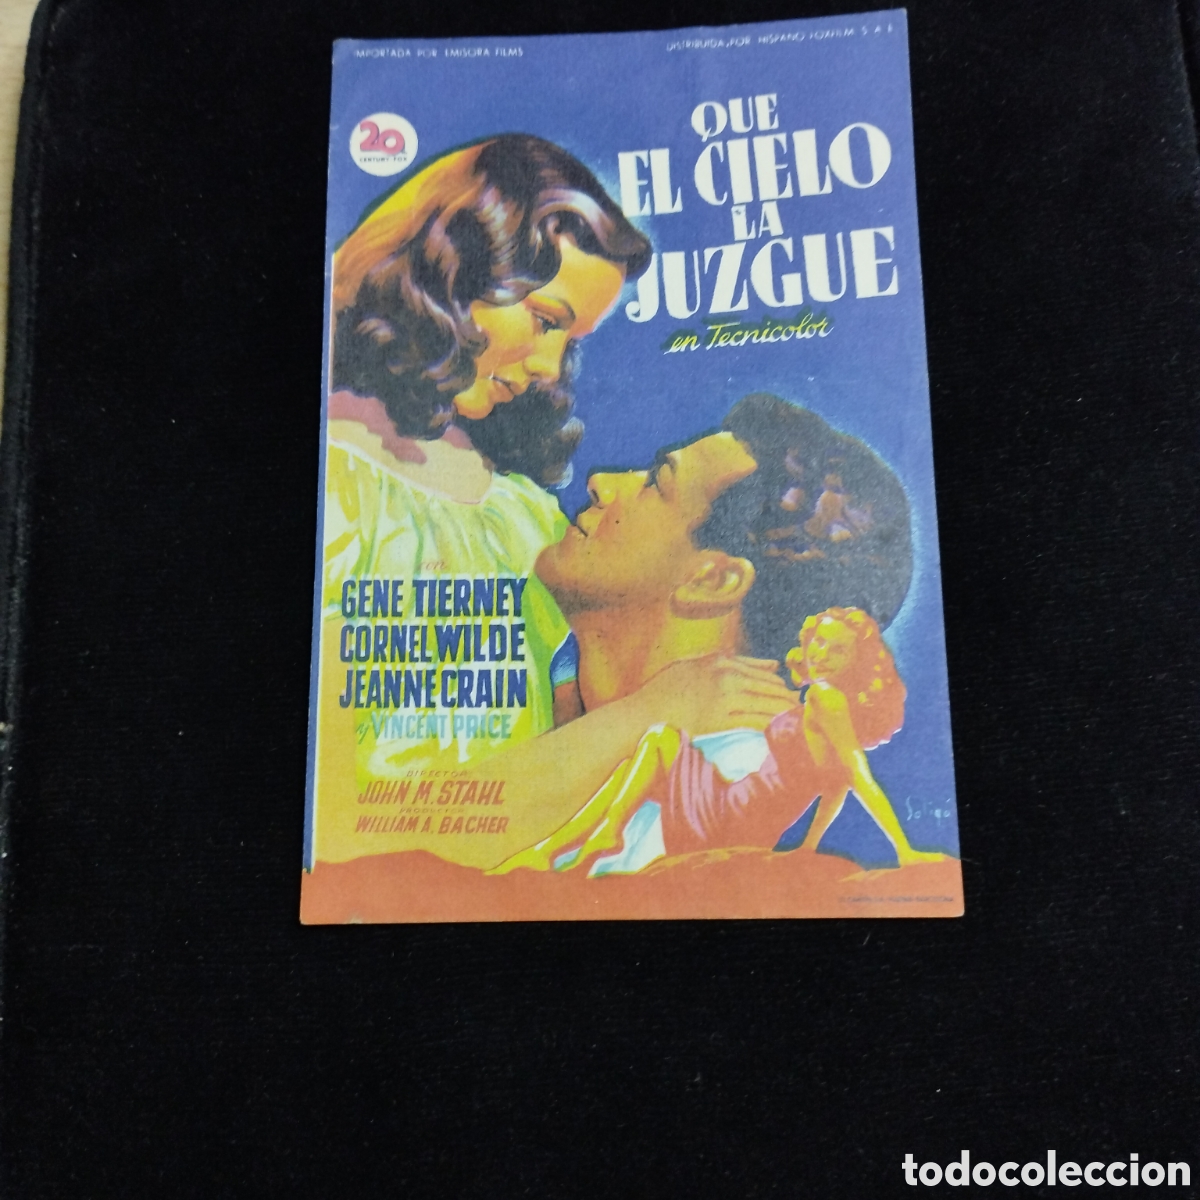 IMPORTADA POR EMISORA FILMS
DISTRIBUIDA POR HISPANO FOXFILM S A E
20
CENTURY FOX
QUE
EL CIELO
LA
JUZGUE
en Tecnicolor
con
GENE TIERNEY
CORNEL WILDE
JEANNE CRAIN
y VINCENT PRICE
DIRECTOR:
JOHN M. STAHL
PRODUCTOR
WILLIAM A. BACHER
Soligó
todocoleccion